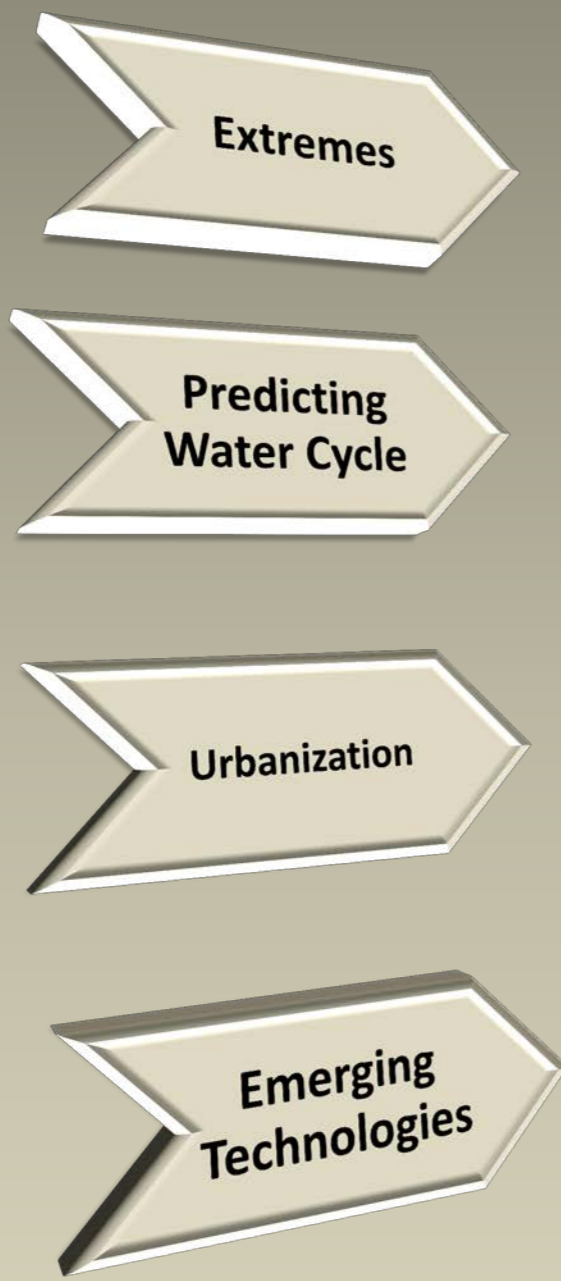 Extremes
Predicting
Water Cycle
Urbanization
Emerging
Technologies